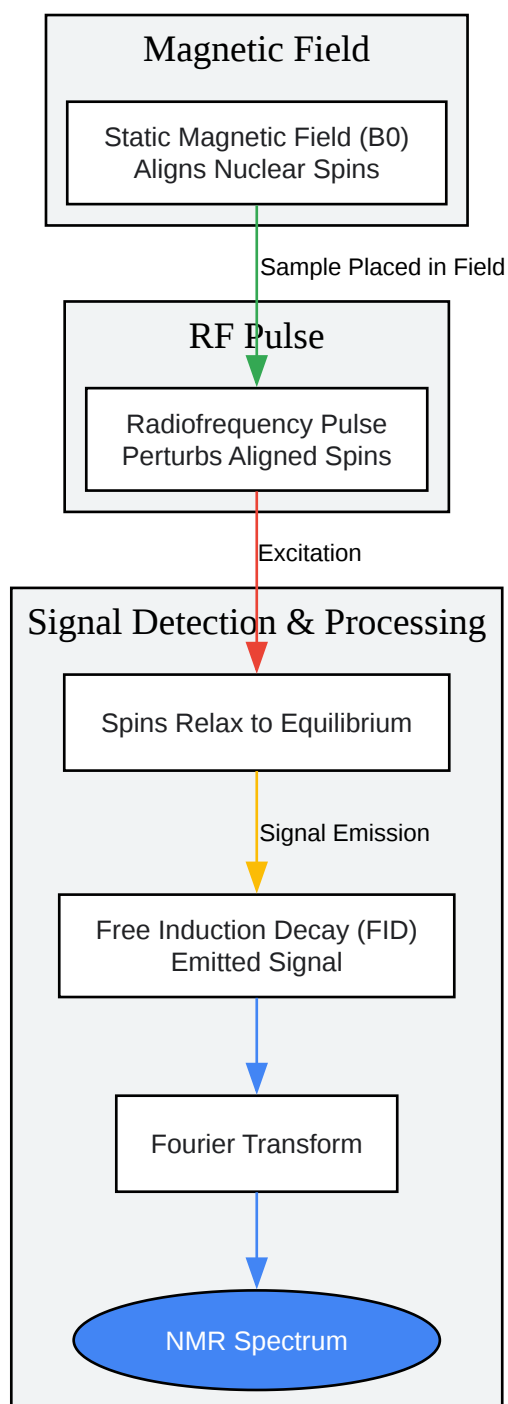 Magnetic Field
Static Magnetic Field (B0)
Aligns Nuclear Spins
Sample Placed in Field
RF Pulse
Radiofrequency Pulse
Perturbs Aligned Spins
Excitation
Signal Detection & Processing
Spins Relax to Equilibrium
Signal Emission
Free Induction Decay (FID)
Emitted Signal
Fourier Transform
NMR Spectrum